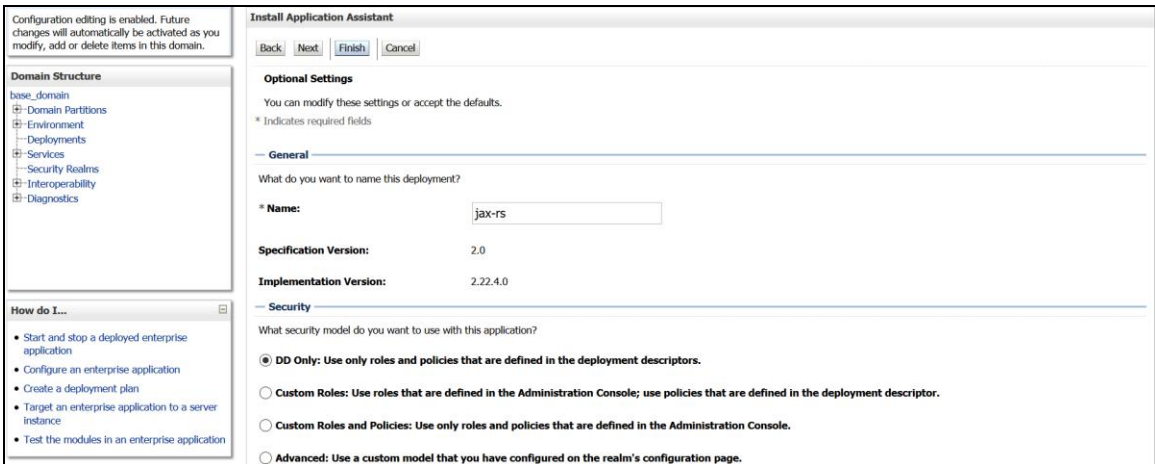 Configuration editing is enabled. Future
changes will automatically be activated as you
modify, add or delete items in this domain.
Domain Structure
base_domain
Domain Partitions
Environment
Deployments
Services
Security Realms
Interoperability
Diagnostics
How do I...
Start and stop a deployed enterprise
application
Configure an enterprise application
Create a deployment plan
Target an enterprise application to a server
instance
Test the modules in an enterprise application
Install Application Assistant
Back Next Finish Cancel
Optional Settings
You can modify these settings or accept the defaults.
* Indicates required fields
General
What do you want to name this deployment?
* Name: jax-rs
Specification Version: 2.0
Implementation Version: 2.22.4.0
Security
What security model do you want to use with this application?
DD Only: Use only roles and policies that are defined in the deployment descriptors.
Custom Roles: Use roles that are defined in the Administration Console; use policies that are defined in the deployment descriptor.
Custom Roles and Policies: Use only roles and policies that are defined in the Administration Console.
Advanced: Use a custom model that you have configured on the realm's configuration page.